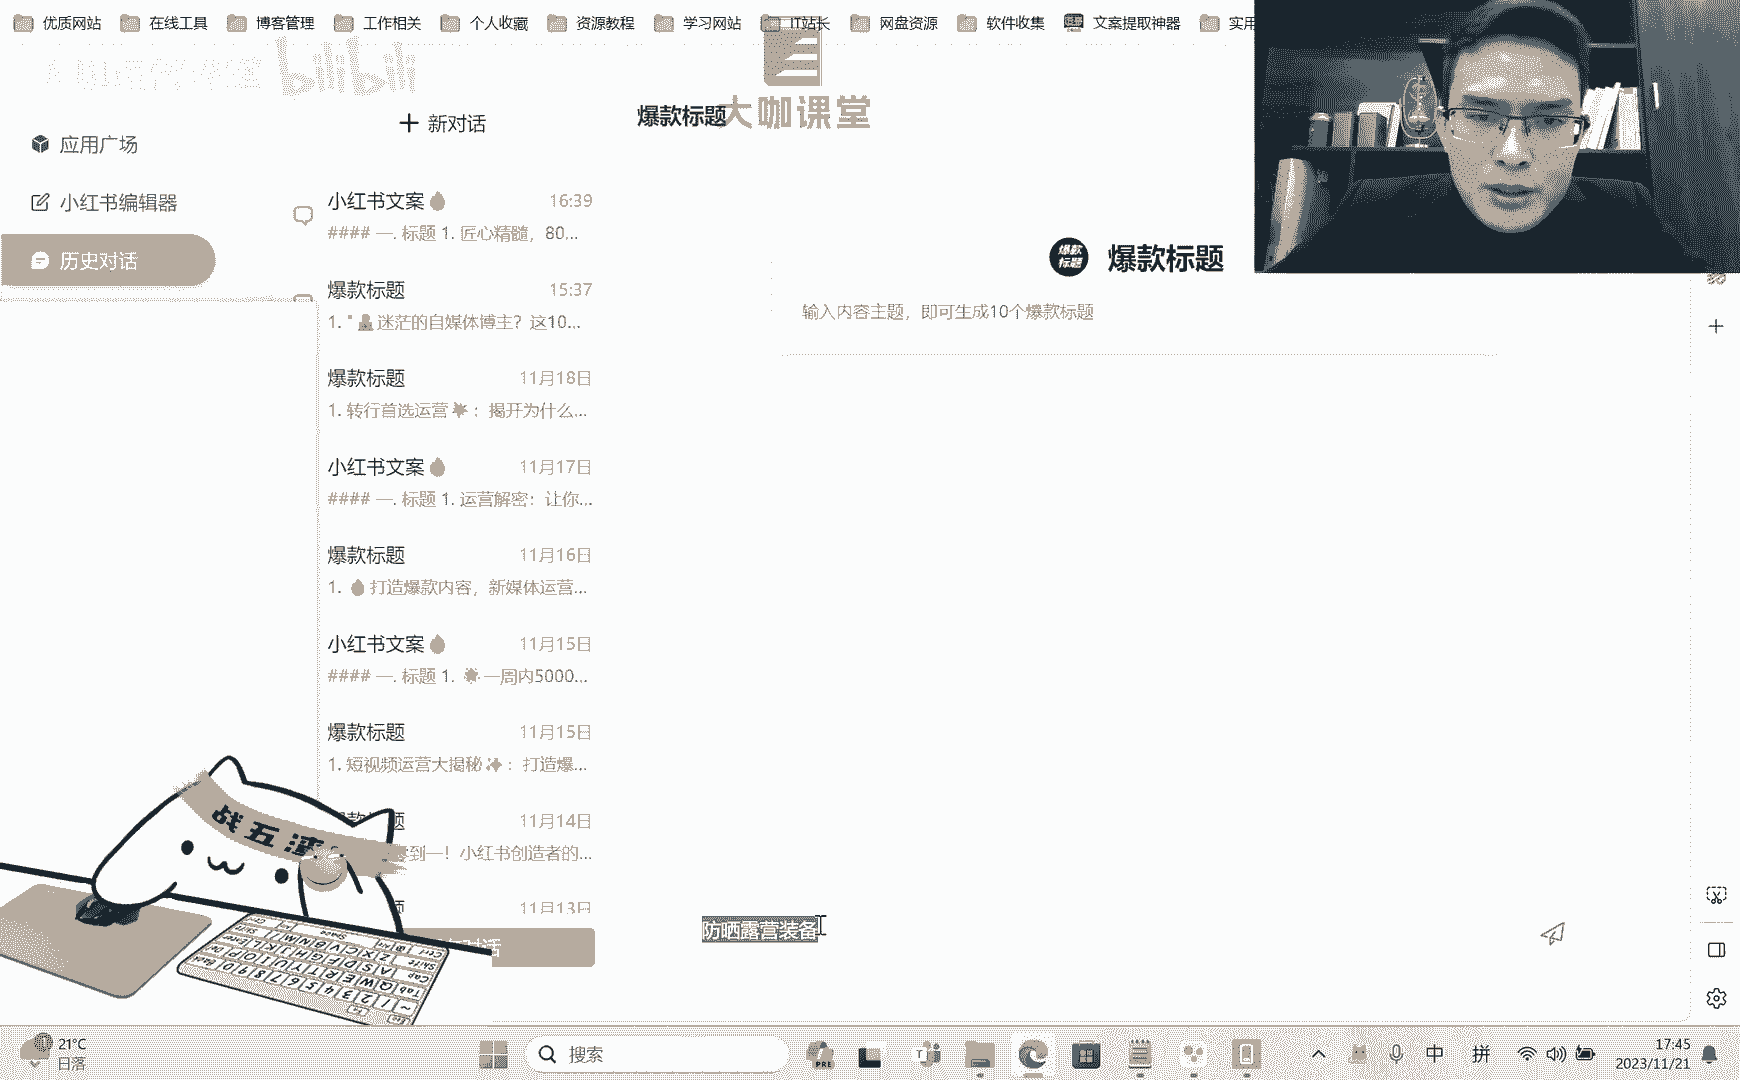 优质网站 在线工具 博客管理 工作相关 个人收藏 资源教程 学习网站 IT站长 网盘资源 软件收集 文案提取神器 实用
bilibili
大咖课堂
应用广场
小红书编辑器
历史对话
新对话
小红书文案 16:39
#### 一. 标题 1. 匠心精髓，80...
爆款标题 15:37
1. " 迷茫的自媒体博主？这10...
爆款标题 11月18日
1. 转行首选运营 ：揭开为什么...
小红书文案 11月17日
#### 一. 标题 1. 运营解密：让你...
爆款标题 11月16日
1. 打造爆款内容，新媒体运营...
小红书文案 11月15日
#### 一. 标题 1. 一周内5000...
爆款标题 11月15日
1. 短视频运营大揭秘 ：打造爆...
题 11月14日
到一！小红书创造者的...
11月13日
话
爆款标题
爆款标题
爆款标题
输入内容主题，即可生成10个爆款标题
防晒露营装备
战五渣
21°C
日落
搜索
PRE
中 拼
17:45
2023/11/21